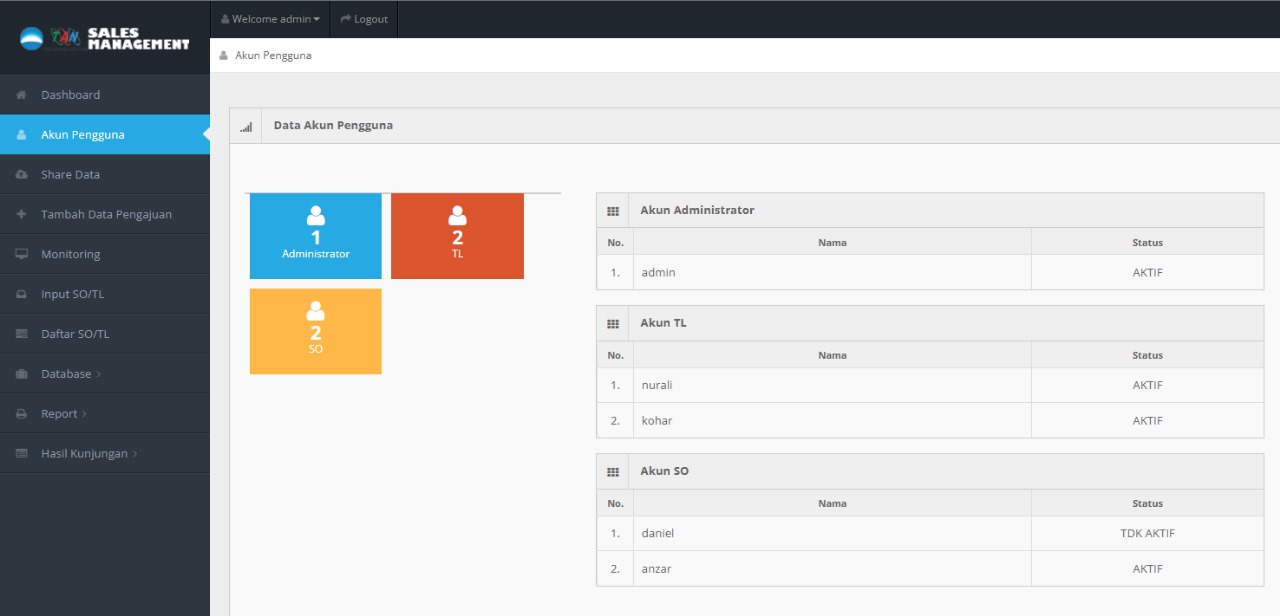 SALES
MANAGEMENT
Welcome admin
Logout
Akun Pengguna
Dashboard
Akun Pengguna
Share Data
Tambah Data Pengajuan
Monitoring
Input SO/TL
Daftar SO/TL
Database
Report
Hasil Kunjungan
Data Akun Pengguna
1
Administrator
2
TL
2
SO
Akun Administrator
No. Nama Status
1. admin AKTIF
Akun TL
No. Nama Status
1. nurali AKTIF
2. kohar AKTIF
Akun SO
No. Nama Status
1. daniel TDK AKTIF
2. anzar AKTIF